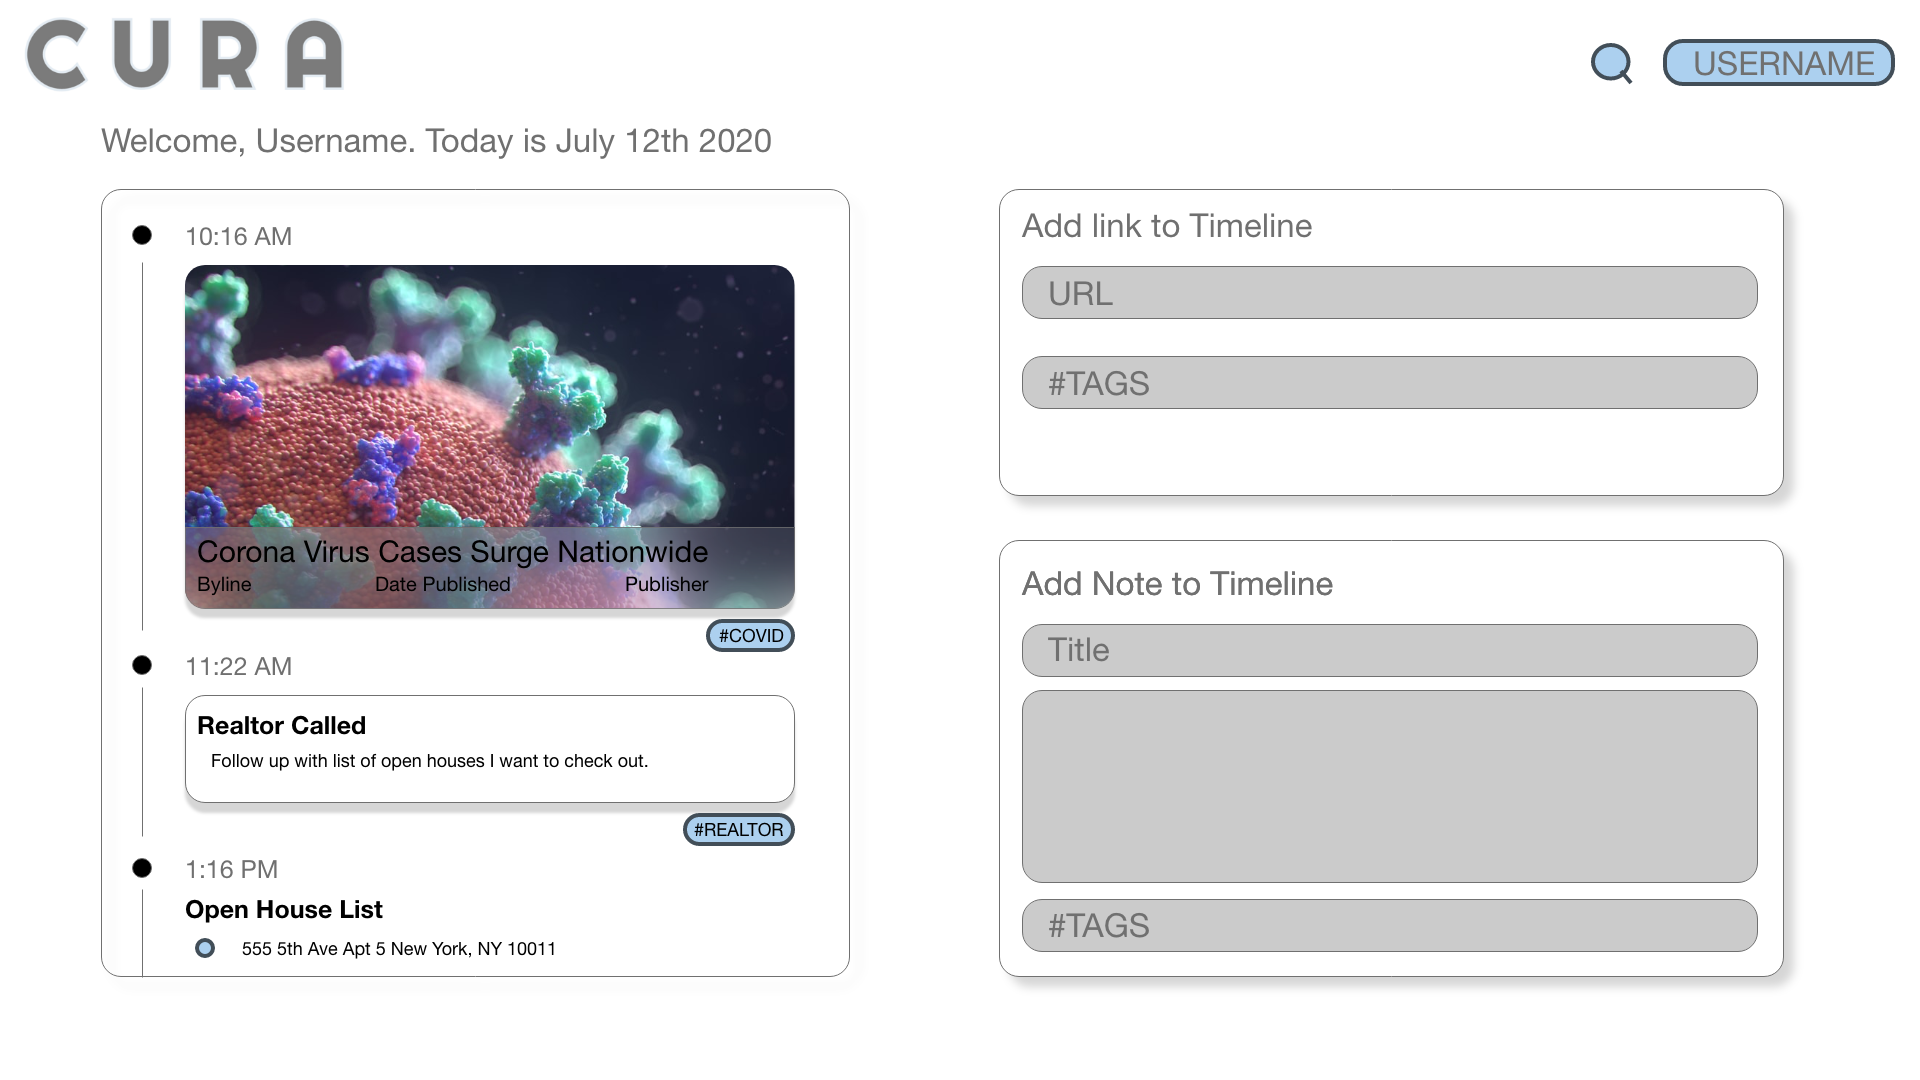 CURA
USERNAME
Welcome, Username. Today is July 12th 2020
10:16 AM
Corona Virus Cases Surge Nationwide
Byline Date Published Publisher
#COVID
11:22 AM
Realtor Called
Follow up with list of open houses I want to check out.
#REALTOR
1:16 PM
Open House List
555 5th Ave Apt 5 New York, NY 10011
Add link to Timeline
URL
#TAGS
Add Note to Timeline
Title
#TAGS